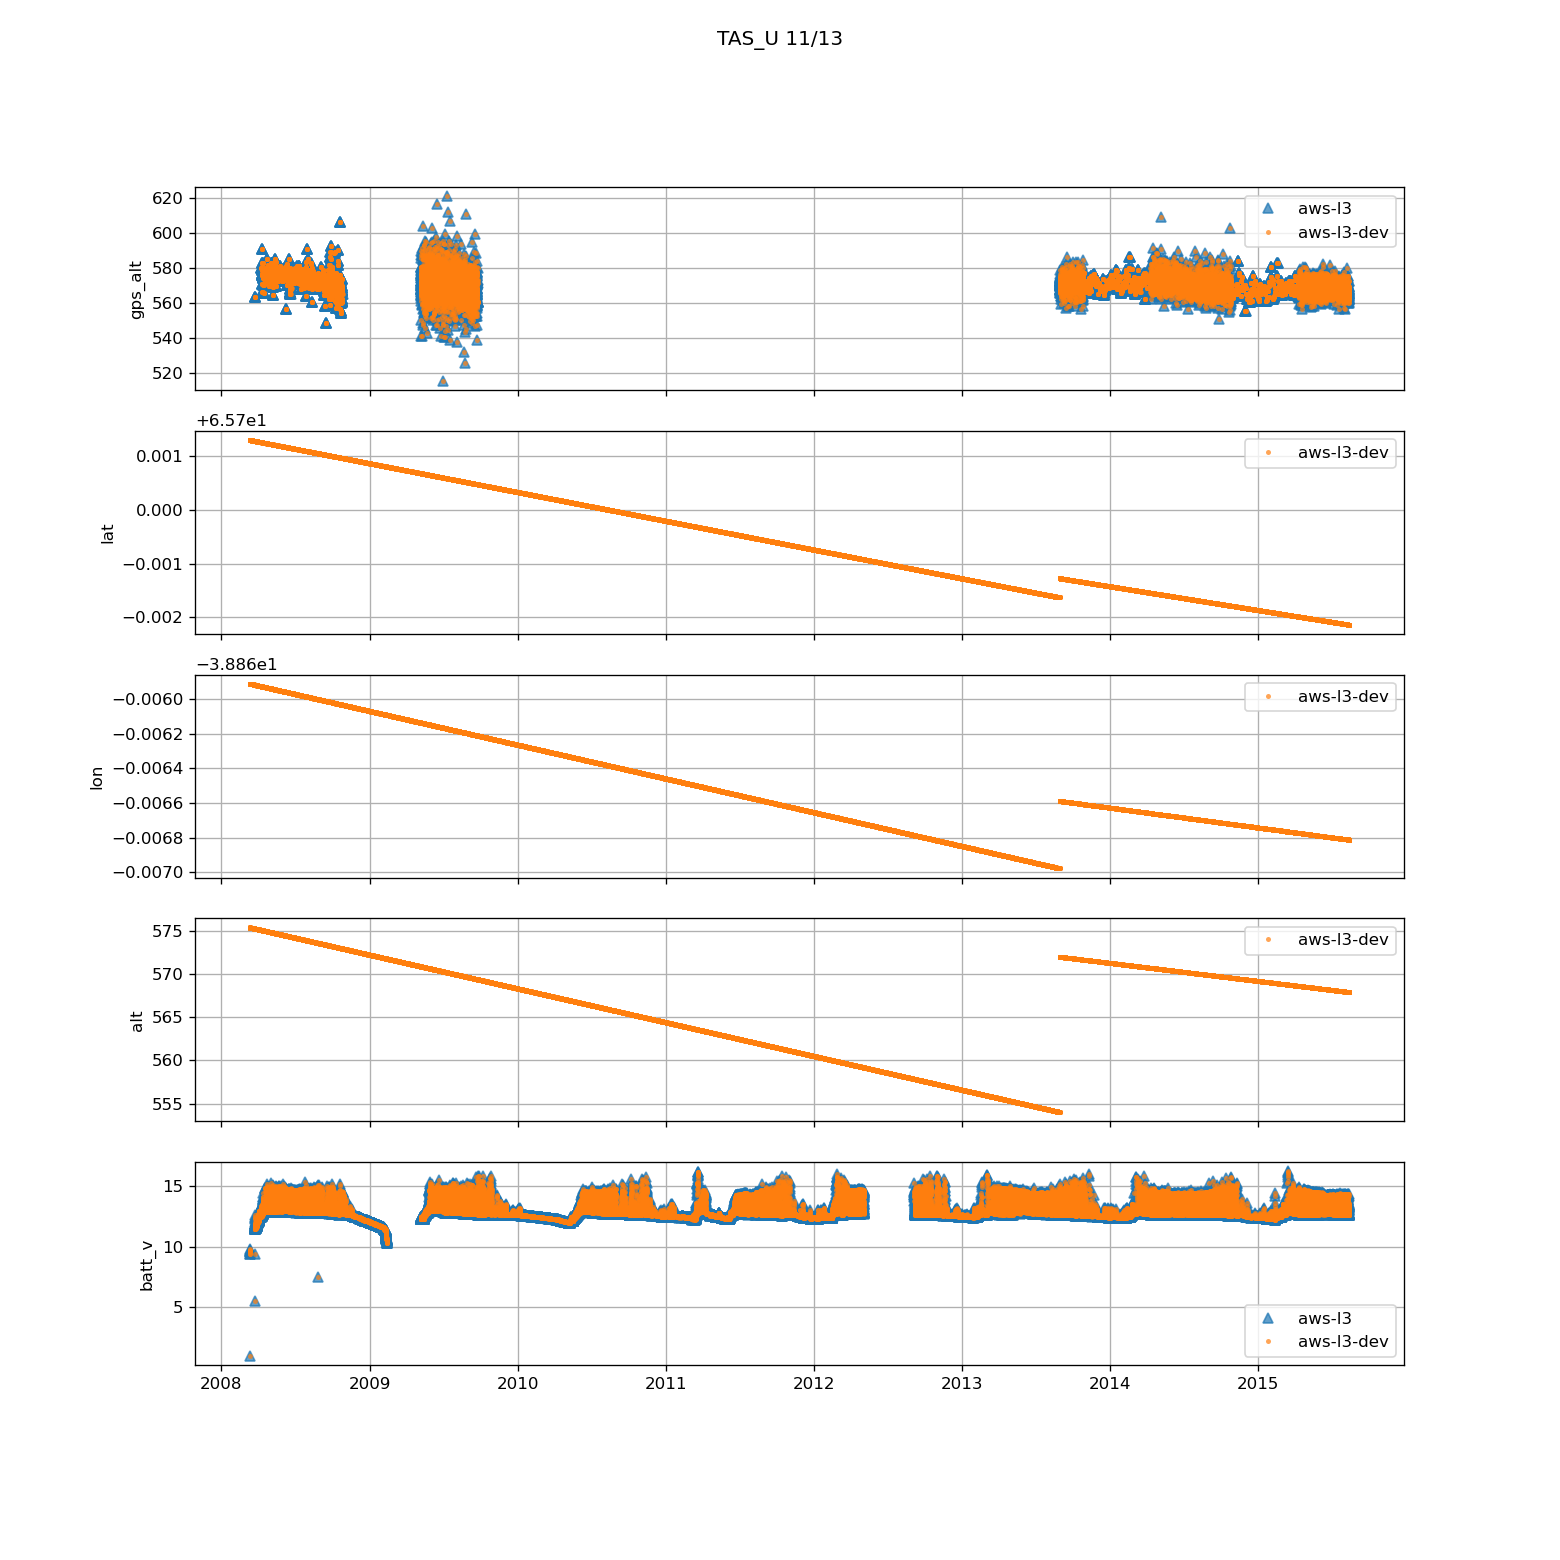 TAS_U 11/13
620
600
580
560
540
520
gps_alt
aws-l3
aws-l3-dev
+6.57e1
0.001
0.000
−0.001
−0.002
lat
aws-l3-dev
−3.886e1
−0.0060
−0.0062
−0.0064
−0.0066
−0.0068
−0.0070
lon
aws-l3-dev
575
570
565
560
555
alt
aws-l3-dev
15
10
5
batt_v
aws-l3
aws-l3-dev
2008 2009 2010 2011 2012 2013 2014 2015